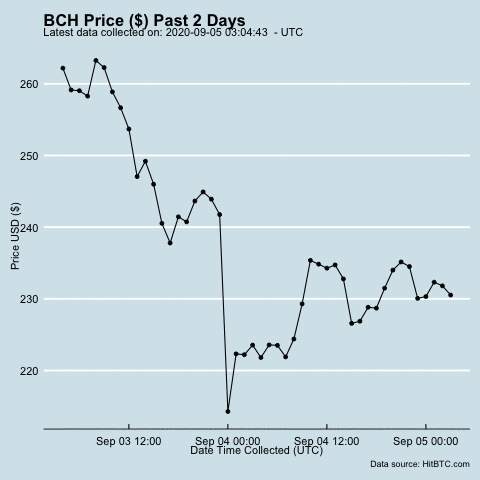 BCH Price ($) Past 2 Days
Latest data collected on: 2020-09-05 03:04:43 - UTC
260
250
240
230
220
Price USD ($)
Sep 03 12:00 Sep 04 00:00 Sep 04 12:00 Sep 05 00:00
Date Time Collected (UTC)
Data source: HitBTC.com